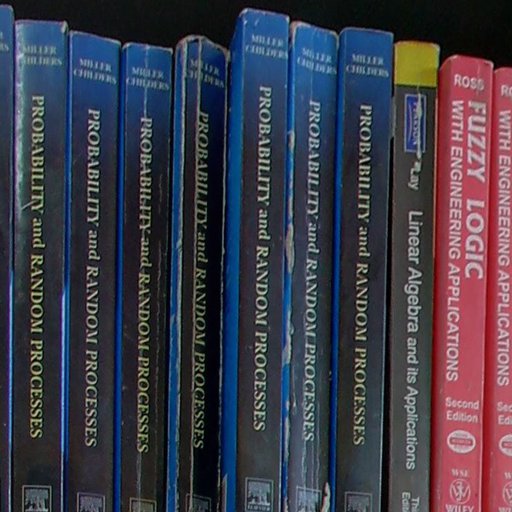 MILLER
CHILDERS
PROBABILITY and RANDOM PROCESSES
MILLER
CHILDERS
PROBABILITY and RANDOM PROCESSES
MILLER
CHILDERS
PROBABILITY and RANDOM PROCESSES
MILLER
CHILDERS
PROBABILITY and RANDOM PROCESSES
MILLER
CHILDERS
PROBABILITY and RANDOM PROCESSES
ELSEVIER
MILLER
CHILDERS
PROBABILITY and RANDOM PROCESSES
MILLER
CHILDERS
PROBABILITY and RANDOM PROCESSES
PEARSON
Lay
Linear Algebra and its Applications
ROSS
FUZZY LOGIC
WITH ENGINEERING APPLICATIONS
Second
Edition
WSE
WILEY
WITH ENGINEERING APPLICATIONS